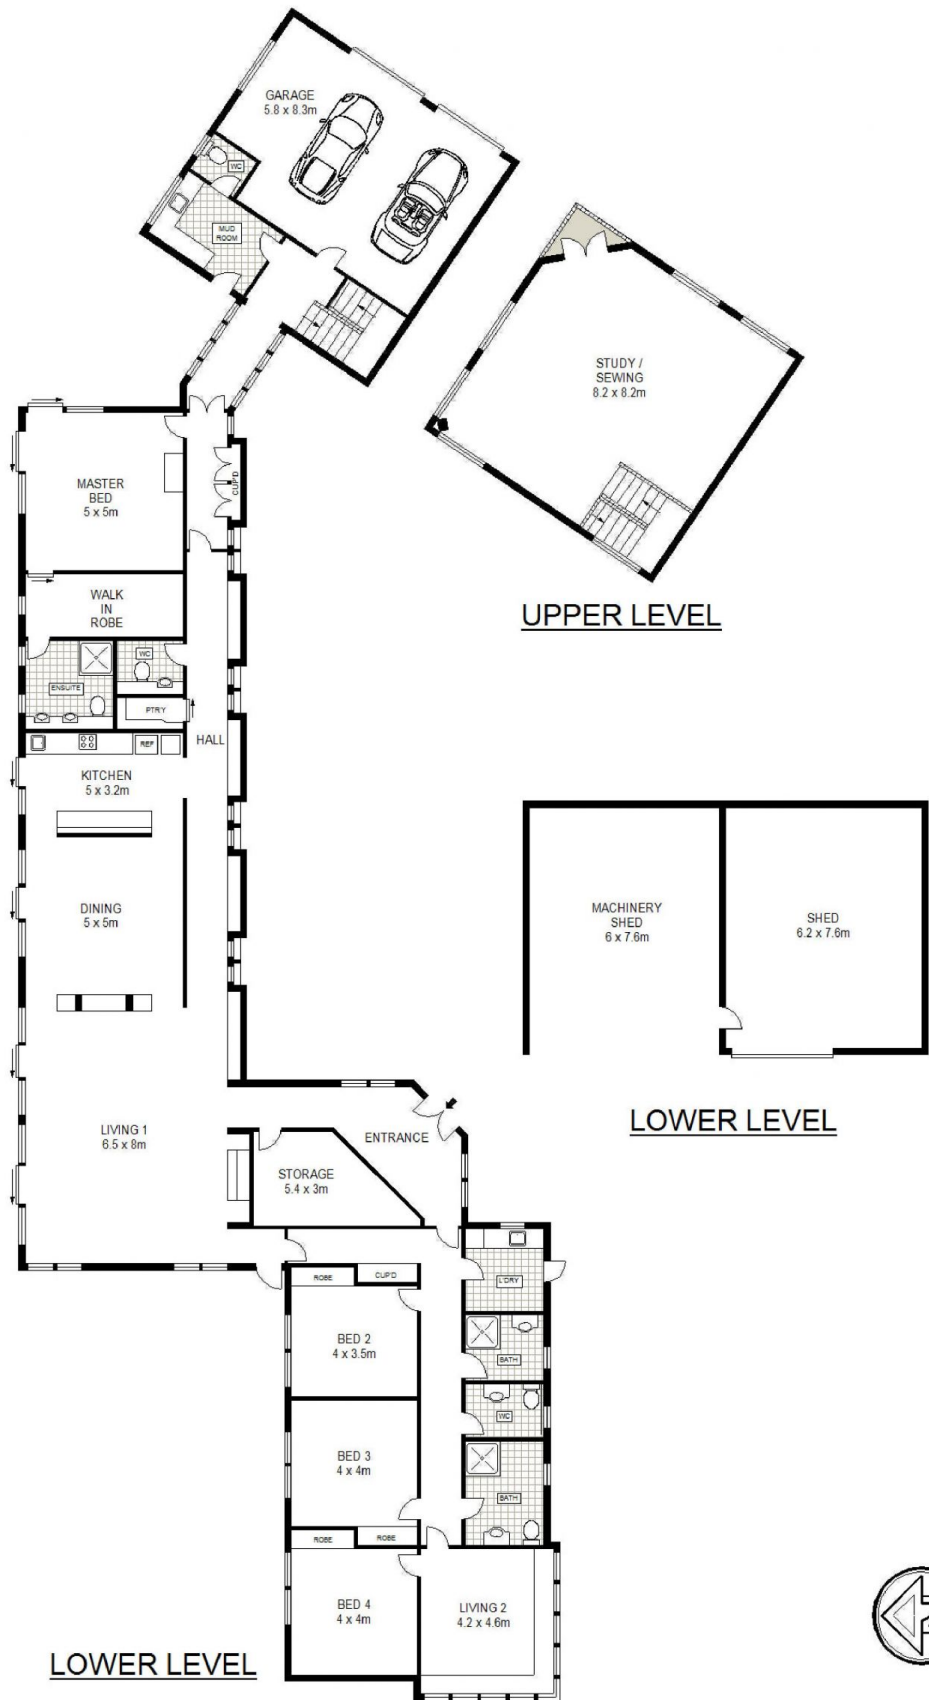 GARAGE
5.8 x 8.3m
WC
MUD
ROOM
STUDY /
SEWING
8.2 x 8.2m
UPPER LEVEL
MASTER
BED
5 x 5m
CUP'D
WALK
IN
ROBE
WC
ENSUITE
PTRY
HALL
REF
KITCHEN
5 x 3.2m
DINING
5 x 5m
MACHINERY
SHED
6 x 7.6m
SHED
6.2 x 7.6m
LOWER LEVEL
LIVING 1
6.5 x 8m
ENTRANCE
STORAGE
5.4 x 3m
ROBE
CUP'D
L'DRY
BED 2
4 x 3.5m
BATH
WC
BED 3
4 x 4m
BATH
ROBE
ROBE
BED 4
4 x 4m
LIVING 2
4.2 x 4.6m
LOWER LEVEL